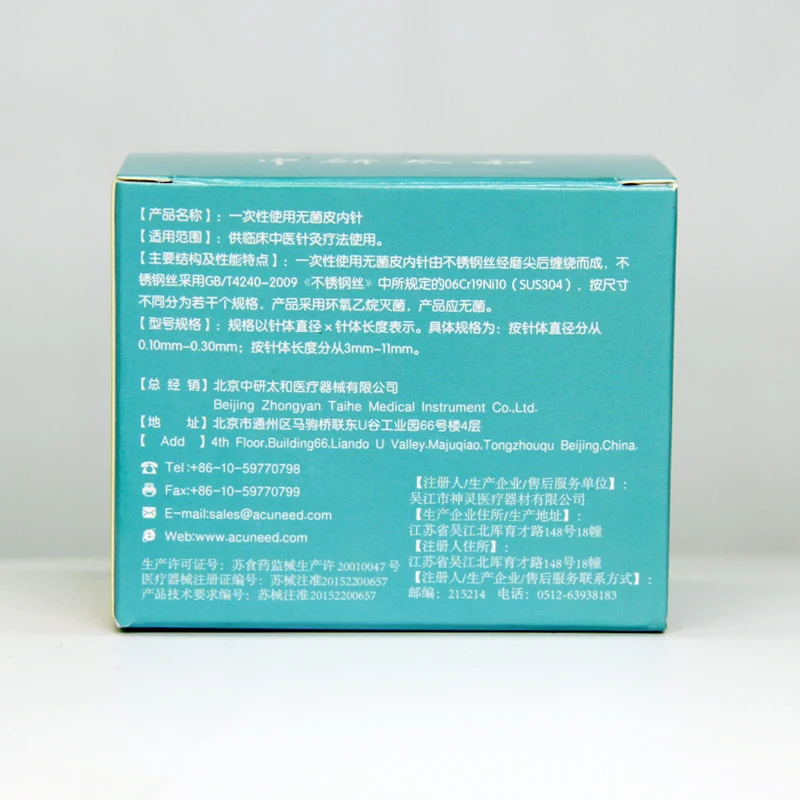 中研太和
【产品名称】：一次性使用无菌皮内针
【适用范围】：供临床中医针灸疗法使用。
【主要结构及性能特点】：一次性使用无菌皮内针由不锈钢丝经磨尖后缠绕而成，不
锈钢丝采用GB/T4240-2009《不锈钢丝》中所规定的06Cr19Ni10（SUS304），按尺寸
不同分为若干个规格，产品采用环氧乙烷灭菌，产品应无菌。
【型号规格】：规格以针体直径×针体长度表示。具体规格为：按针体直径分从
0.10mm-0.30mm；按针体长度分从3mm-11mm。
【总 经 销】北京中研太和医疗器械有限公司
Beijing Zhongyan Taihe Medical Instrument Co.,Ltd.
【地 址】北京市通州区马驹桥联东U谷工业园66号楼4层
【 Add 】4th Floor.Building66.Liando U Valley.Majuqiao.Tongzhouqu Beijing.China.
Tel:+86-10-59770798
Fax:+86-10-59770799
E-mail:sales@acuneed.com
Web:www.acuneed.com
生产许可证号：苏食药监械生产许20010047号
医疗器械注册证编号：苏械注准20152200657
产品技术要求编号：苏械注准20152200657
【注册人/生产企业/售后服务单位】：
吴江市神灵医疗器材有限公司
【生产企业住所/生产地址】：
江苏省吴江北厍育才路148号18幢
【注册人住所】：
江苏省吴江北厍育才路148号18幢
【注册人/生产企业/售后服务联系方式】：
邮编：215214 电话：0512-63938183